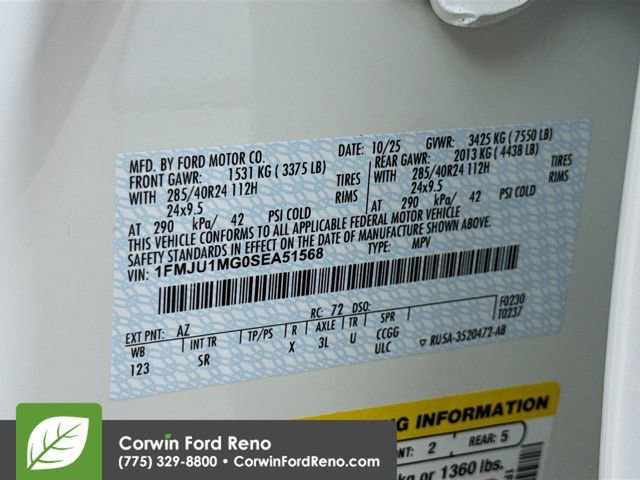 MFD. BY FORD MOTOR CO.
DATE: 10/25 GVWR: 3425 KG ( 7550 LB)
FRONT GAWR: 1531 KG ( 3375 LB) REAR GAWR: 2013 KG ( 4438 LB)
WITH 285/40R24 112H TIRES WITH 285/40R24 112H TIRES
24x9.5 RIMS 24x9.5 RIMS
AT 290 kPa/ 42 PSI COLD AT 290 kPa/ 42 PSI COLD
THIS VEHICLE CONFORMS TO ALL APPLICABLE FEDERAL MOTOR VEHICLE
SAFETY STANDARDS IN EFFECT ON THE DATE OF MANUFACTURE SHOWN ABOVE.
VIN: 1FMJU1MG0SEA51568 TYPE: MPV
EXT PNT: AZ RC: 72 DSO: F0230
T0237
WB INT TR TP/PS R AXLE TR SPR
123 SR X 3L U CCGG
ULC ▽ RU5A-3520472-AB
NG INFORMATION
ONT: 2 REAR: 5
kg or 1360 lbs.
Corwin Ford Reno
(775) 329-8800 • CorwinFordReno.com